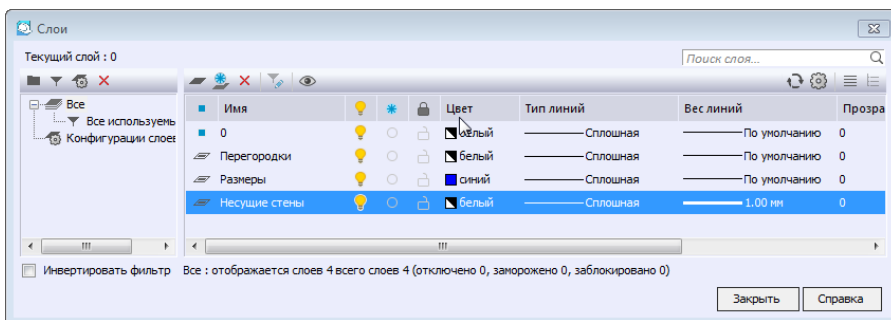 Слои
Текущий слой : 0
Поиск слоя...
Имя Цвет Тип линий Вес линий Прозра
Все
Все используемь
Конфигурации слоев
0 белый Сплошная По умолчанию 0
Перегородки белый Сплошная По умолчанию 0
Размеры синий Сплошная По умолчанию 0
Несущие стены белый Сплошная 1.00 мм 0
Инвертировать фильтр Все : отображается слоев 4 всего слоев 4 (отключено 0, заморожено 0, заблокировано 0)
Закрыть Справка